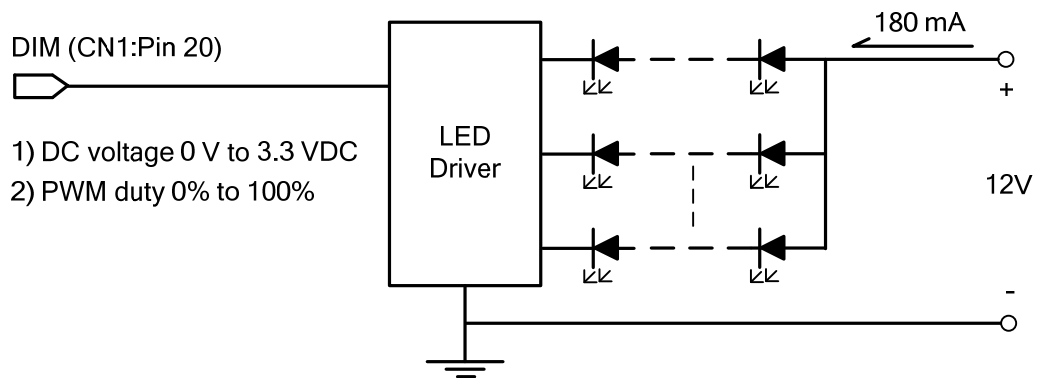 180 mA
DIM (CN1:Pin 20)
+
LED
Driver
1) DC voltage 0 V to 3.3 VDC
2) PWM duty 0% to 100%
12V
-